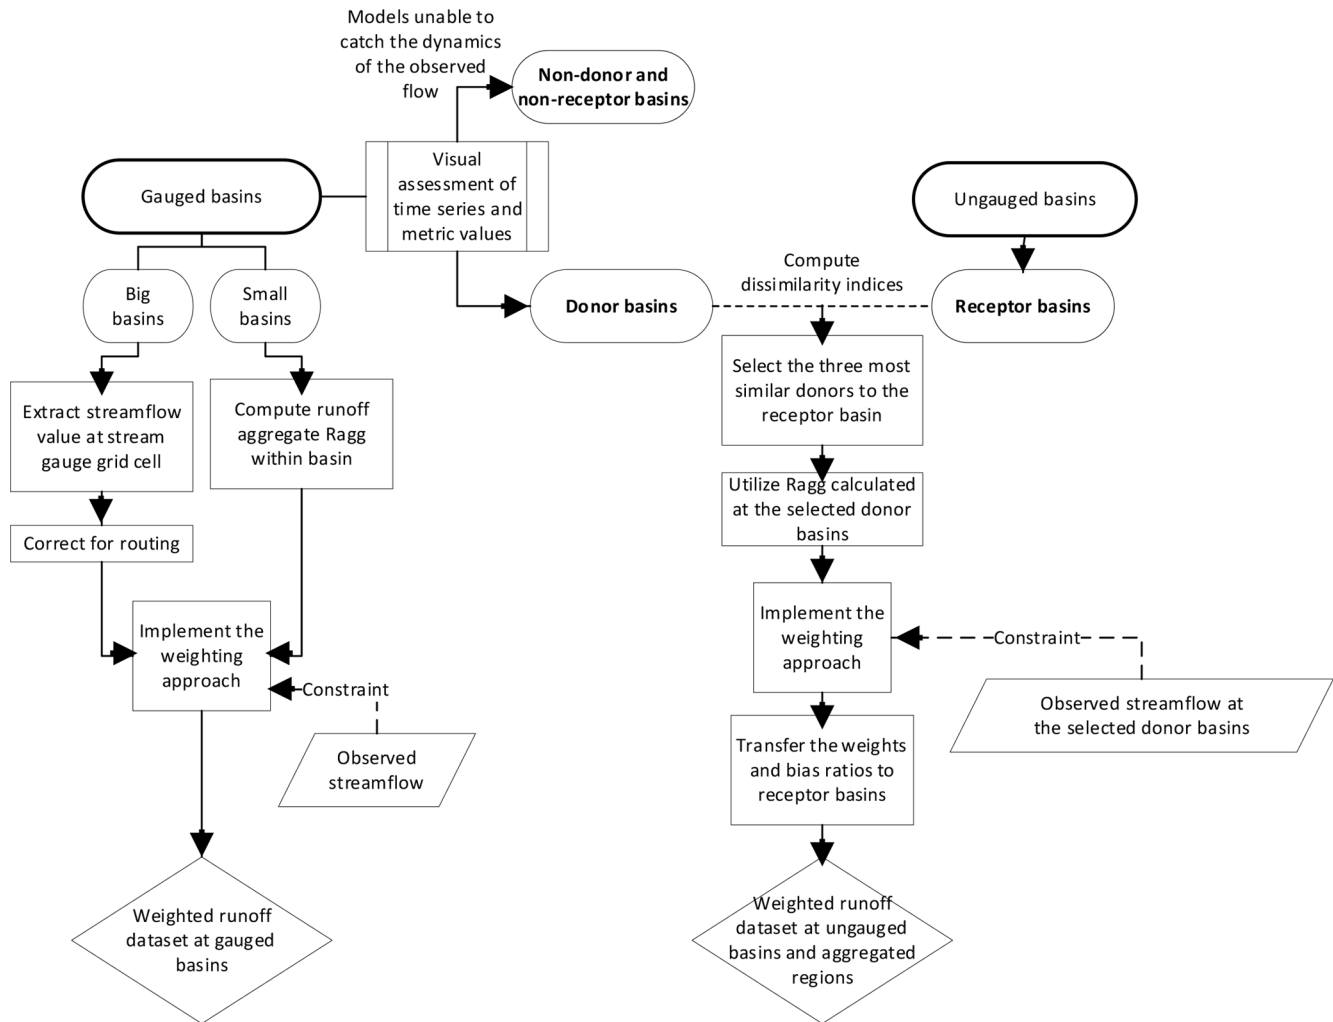 Models unable to
catch the dynamics
of the observed
flow
Non-donor and
non-receptor basins
Visual
assessment of
time series and
metric values
Gauged basins
Ungauged basins
Big
basins
Small
basins
Compute
dissimilarity indices
Donor basins
Receptor basins
Extract streamflow
value at stream
gauge grid cell
Compute runoff
aggregate Ragg
within basin
Select the three most
similar donors to the
receptor basin
Utilize Ragg calculated
at the selected donor
basins
Correct for routing
Implement the
weighting
approach
Constraint
Observed
streamflow
Implement the
weighting
approach
Constraint
Observed streamflow at
the selected donor basins
Transfer the weights
and bias ratios to
receptor basins
Weighted runoff
dataset at gauged
basins
Weighted runoff
dataset at ungauged
basins and aggregated
regions